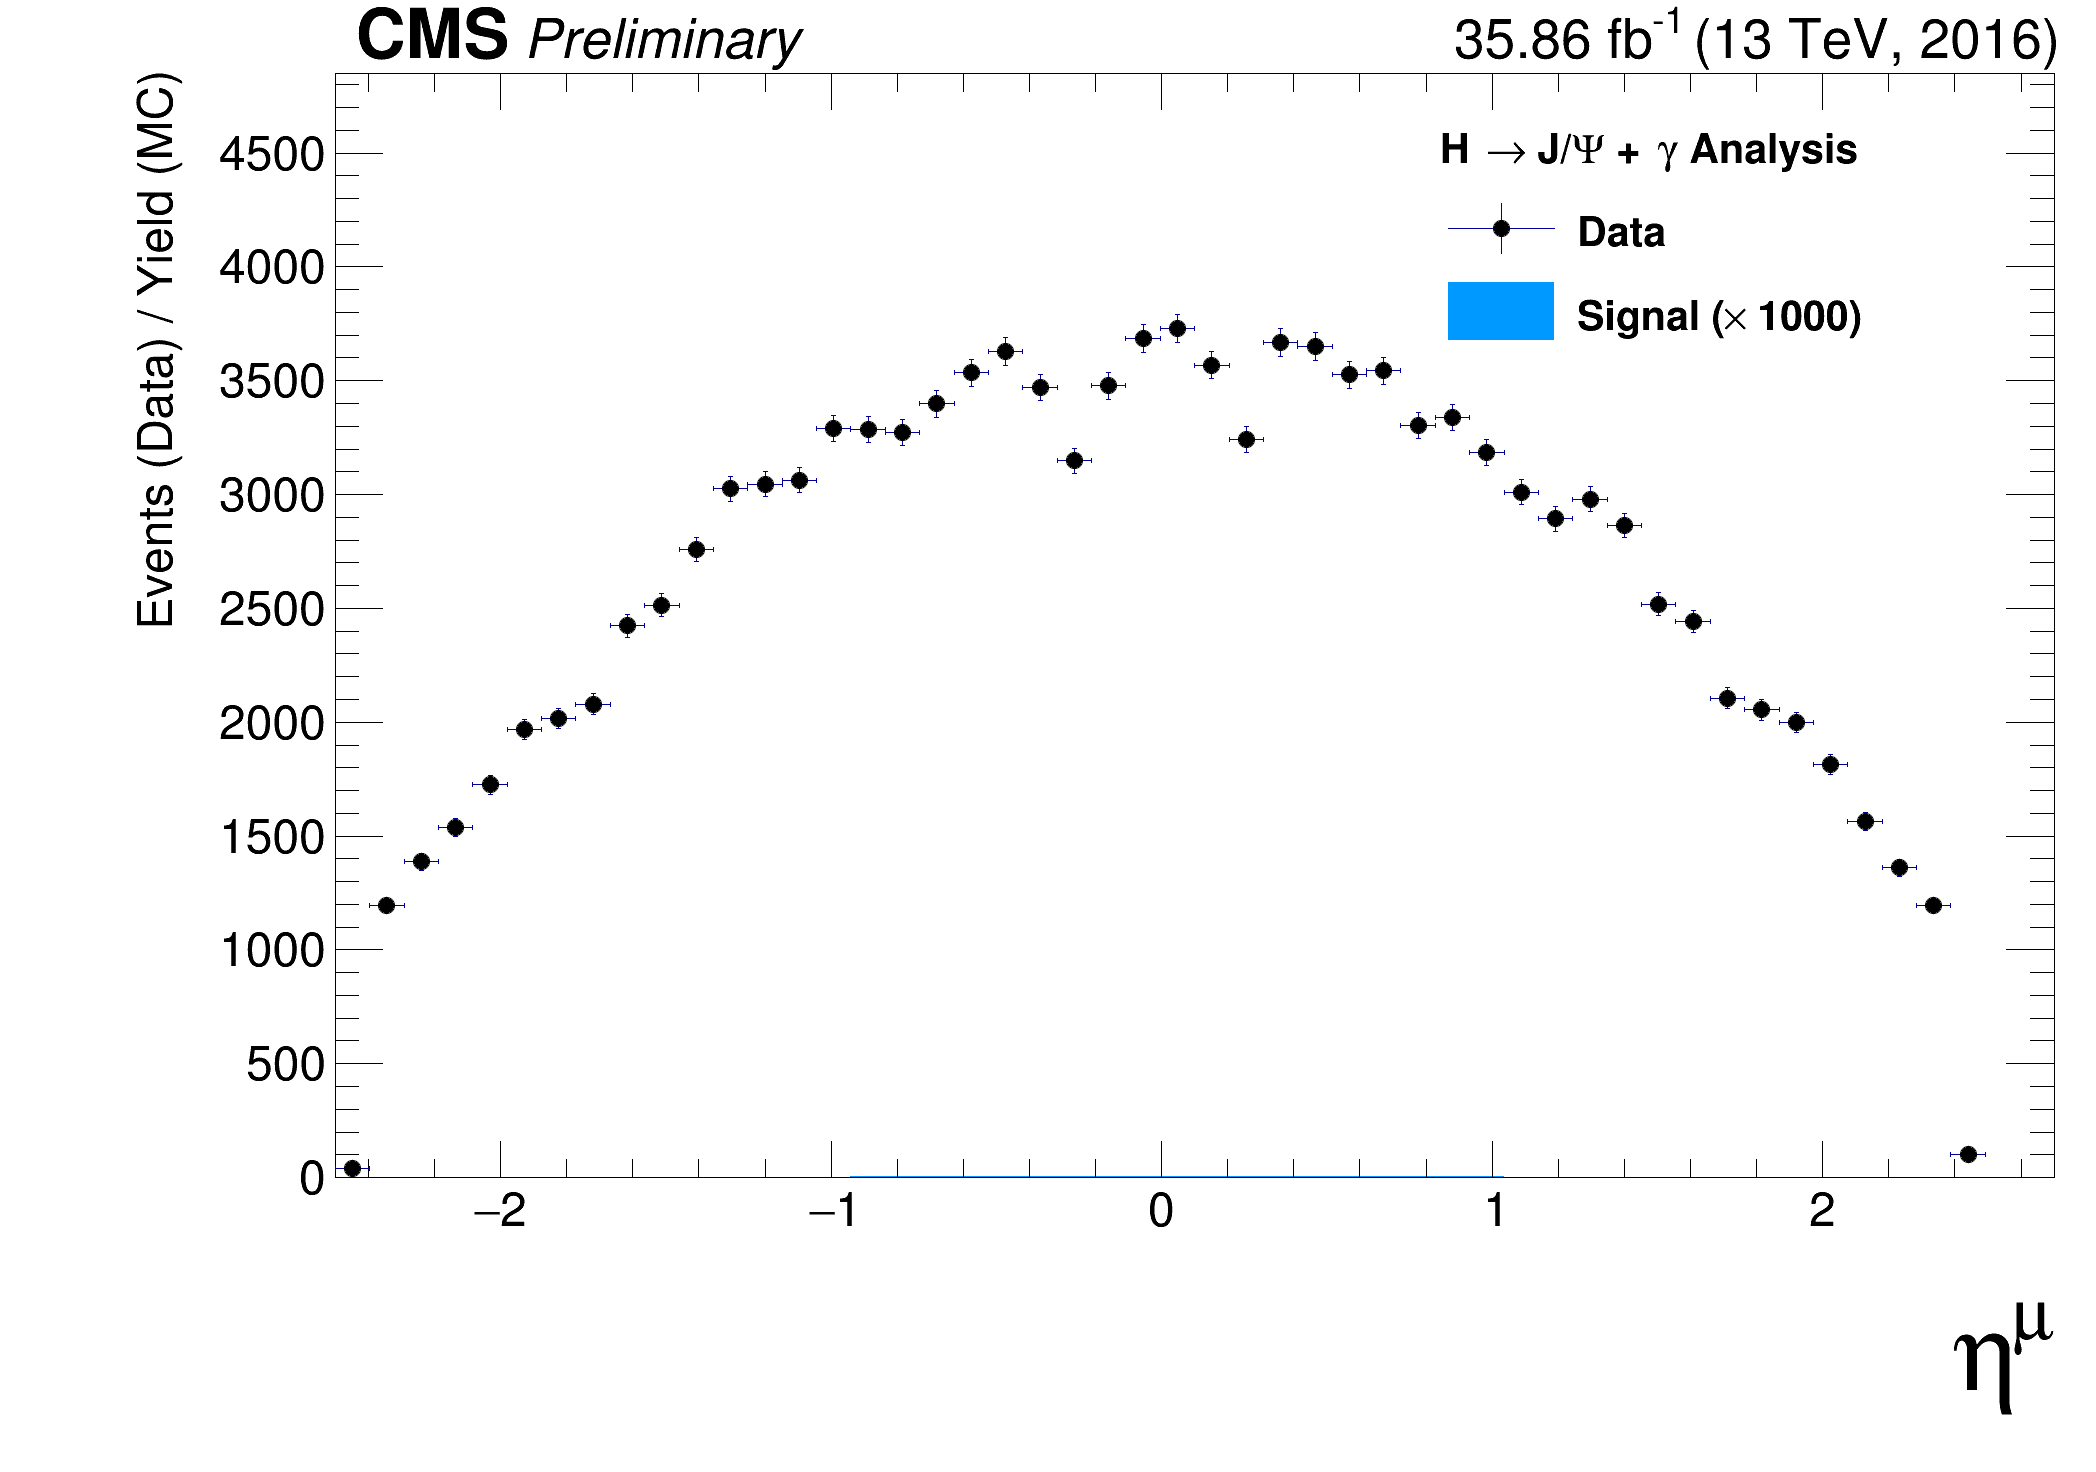 CMS Preliminary 35.86 fb⁻¹ (13 TeV, 2016)
Events (Data) / Yield (MC)
4500
4000
3500
3000
2500
2000
1500
1000
500
0
H → J/Ψ + γ Analysis
Data
Signal (× 1000)
−2 −1 0 1 2
η^μ